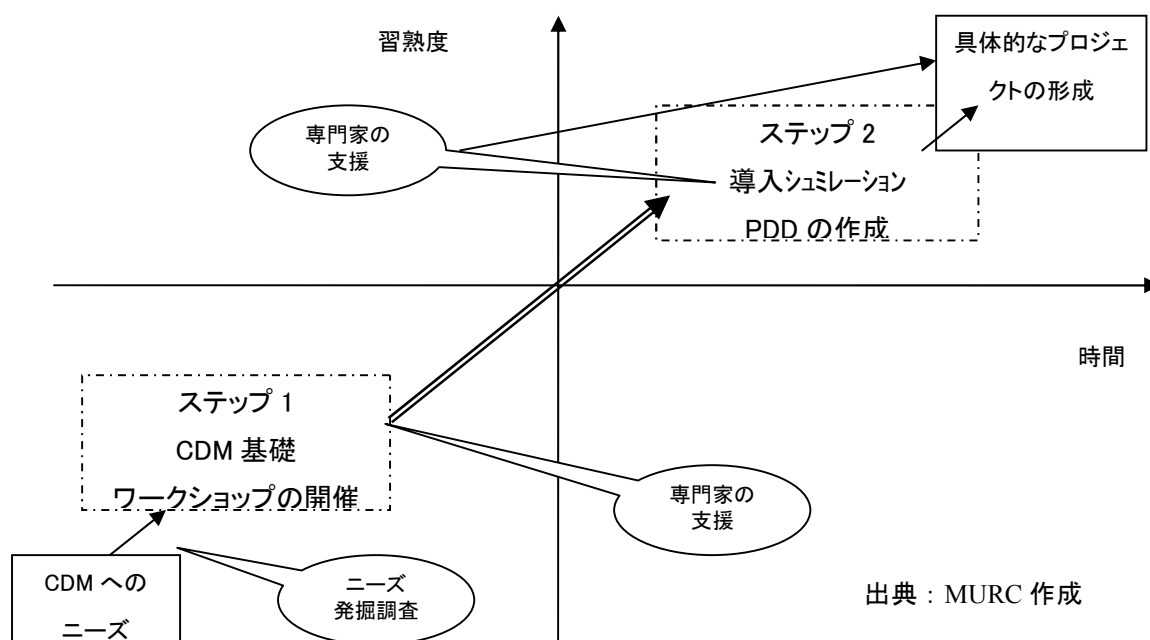 習熟度
具体的なプロジェ
クトの形成
専門家の
支援
ステップ 2
導入シュミレーション
PDD の作成
時間
ステップ 1
CDM 基礎
ワークショップの開催
専門家の
支援
CDM への
ニーズ
ニーズ
発掘調査
出典：MURC 作成